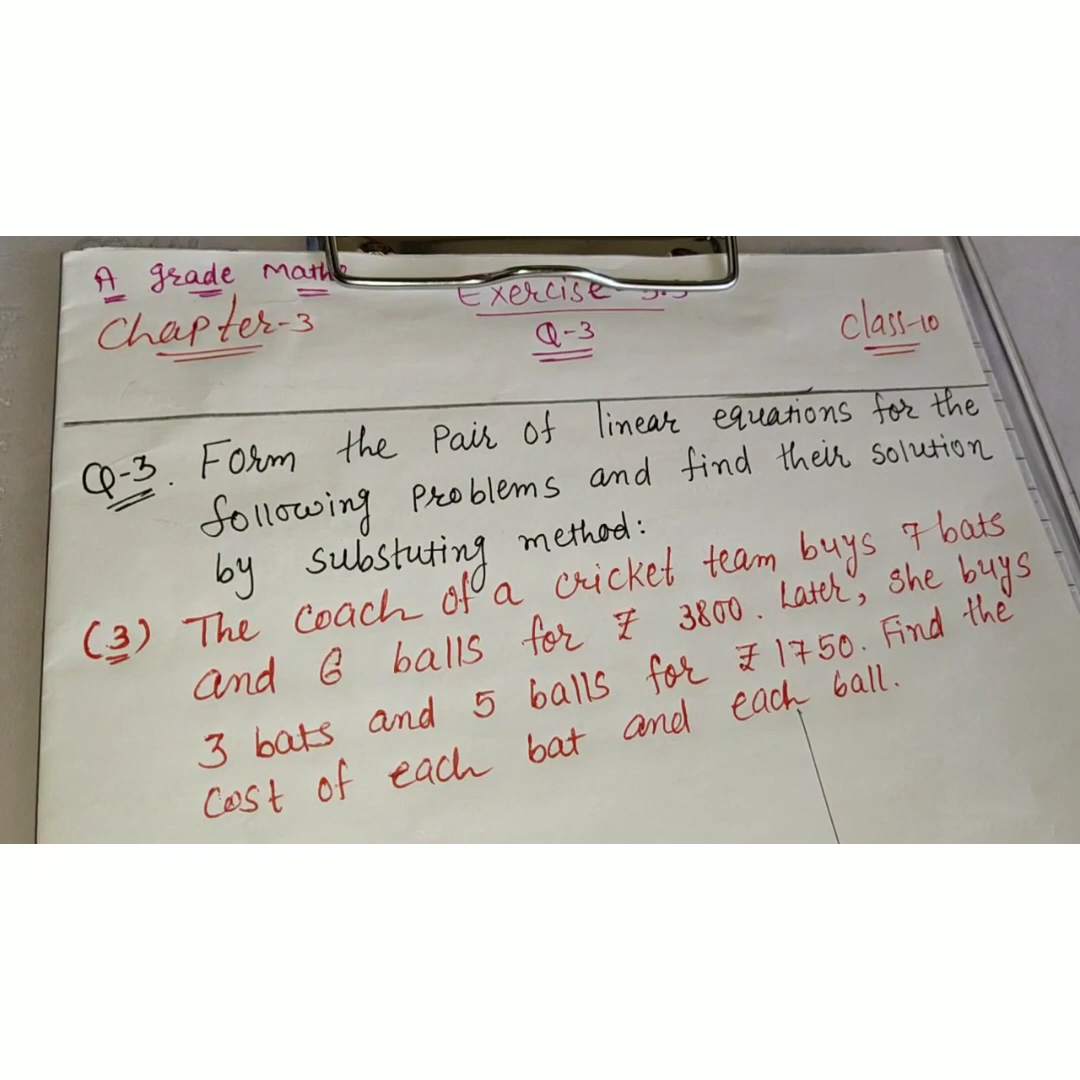 A grade Maths
Exercise-3.3
Chapter-3
Q-3
Class-10
Q-3. Form the Pair of linear equations for the
following Problems and find their solution
by substuting method:
(3) The Coach of a cricket team buys 7 bats
and 6 balls for ₹ 3800. Later, she buys
3 bats and 5 balls for ₹ 1750. Find the
Cost of each bat and each ball.